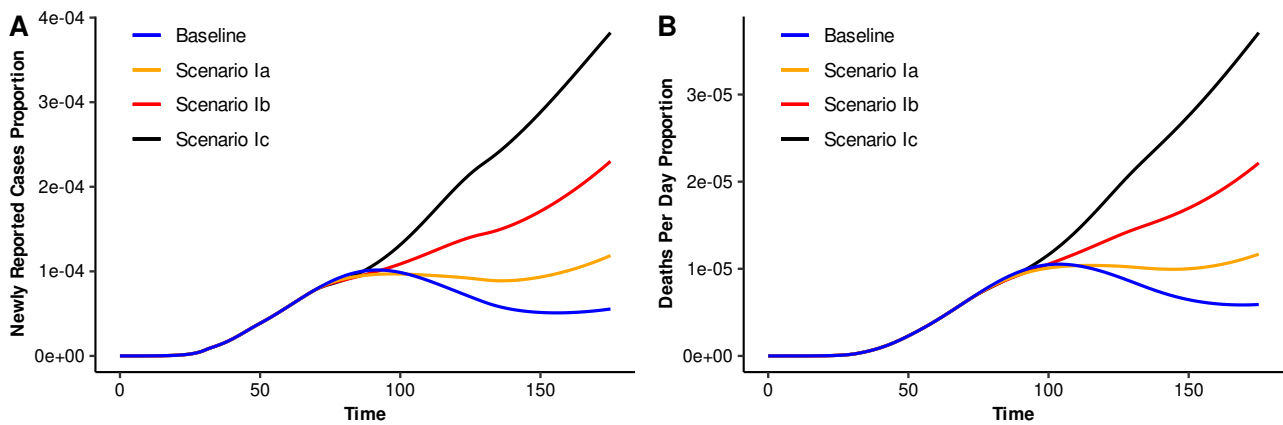 A
Newly Reported Cases Proportion
4e-04
3e-04
2e-04
1e-04
0e+00
Baseline
Scenario Ia
Scenario Ib
Scenario Ic
0
50
100
150
Time
B
Deaths Per Day Proportion
3e-05
2e-05
1e-05
0e+00
Baseline
Scenario Ia
Scenario Ib
Scenario Ic
0
50
100
150
Time